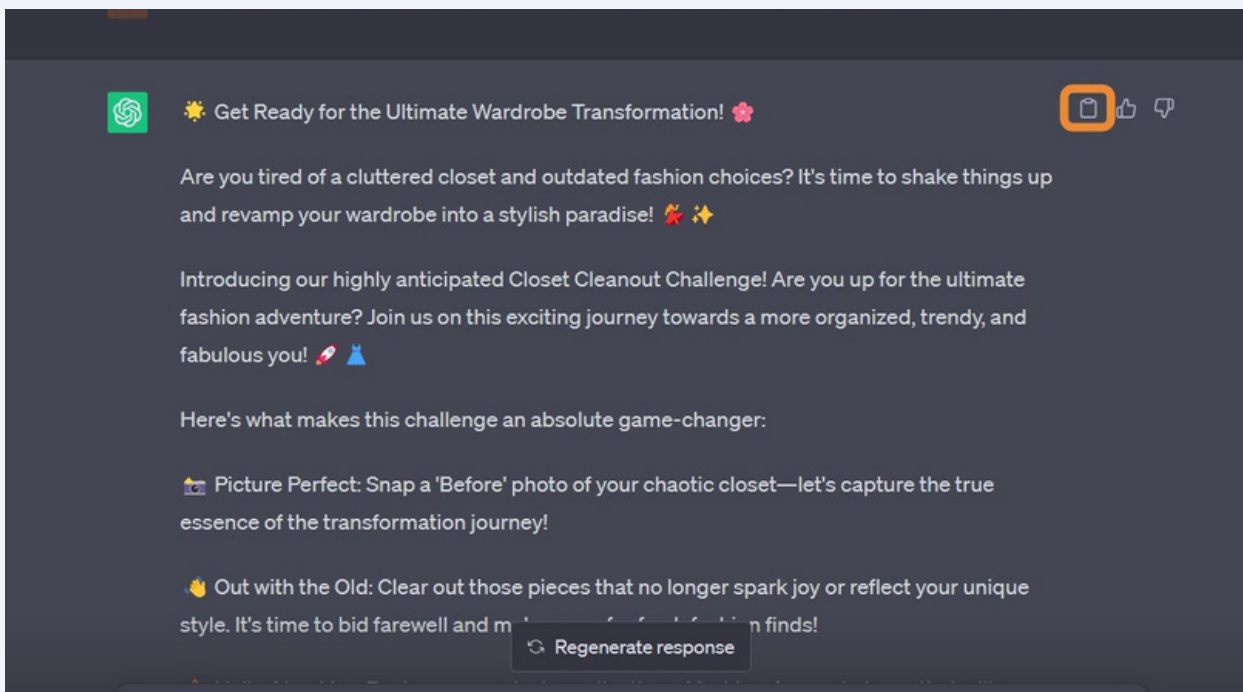 🌟 Get Ready for the Ultimate Wardrobe Transformation! 🌸
Are you tired of a cluttered closet and outdated fashion choices? It's time to shake things up
and revamp your wardrobe into a stylish paradise! 💃✨
Introducing our highly anticipated Closet Cleanout Challenge! Are you up for the ultimate
fashion adventure? Join us on this exciting journey towards a more organized, trendy, and
fabulous you! 🚀👗
Here's what makes this challenge an absolute game-changer:
📸 Picture Perfect: Snap a 'Before' photo of your chaotic closet—let's capture the true
essence of the transformation journey!
👋 Out with the Old: Clear out those pieces that no longer spark joy or reflect your unique
style. It's time to bid farewell and finds!
Regenerate response